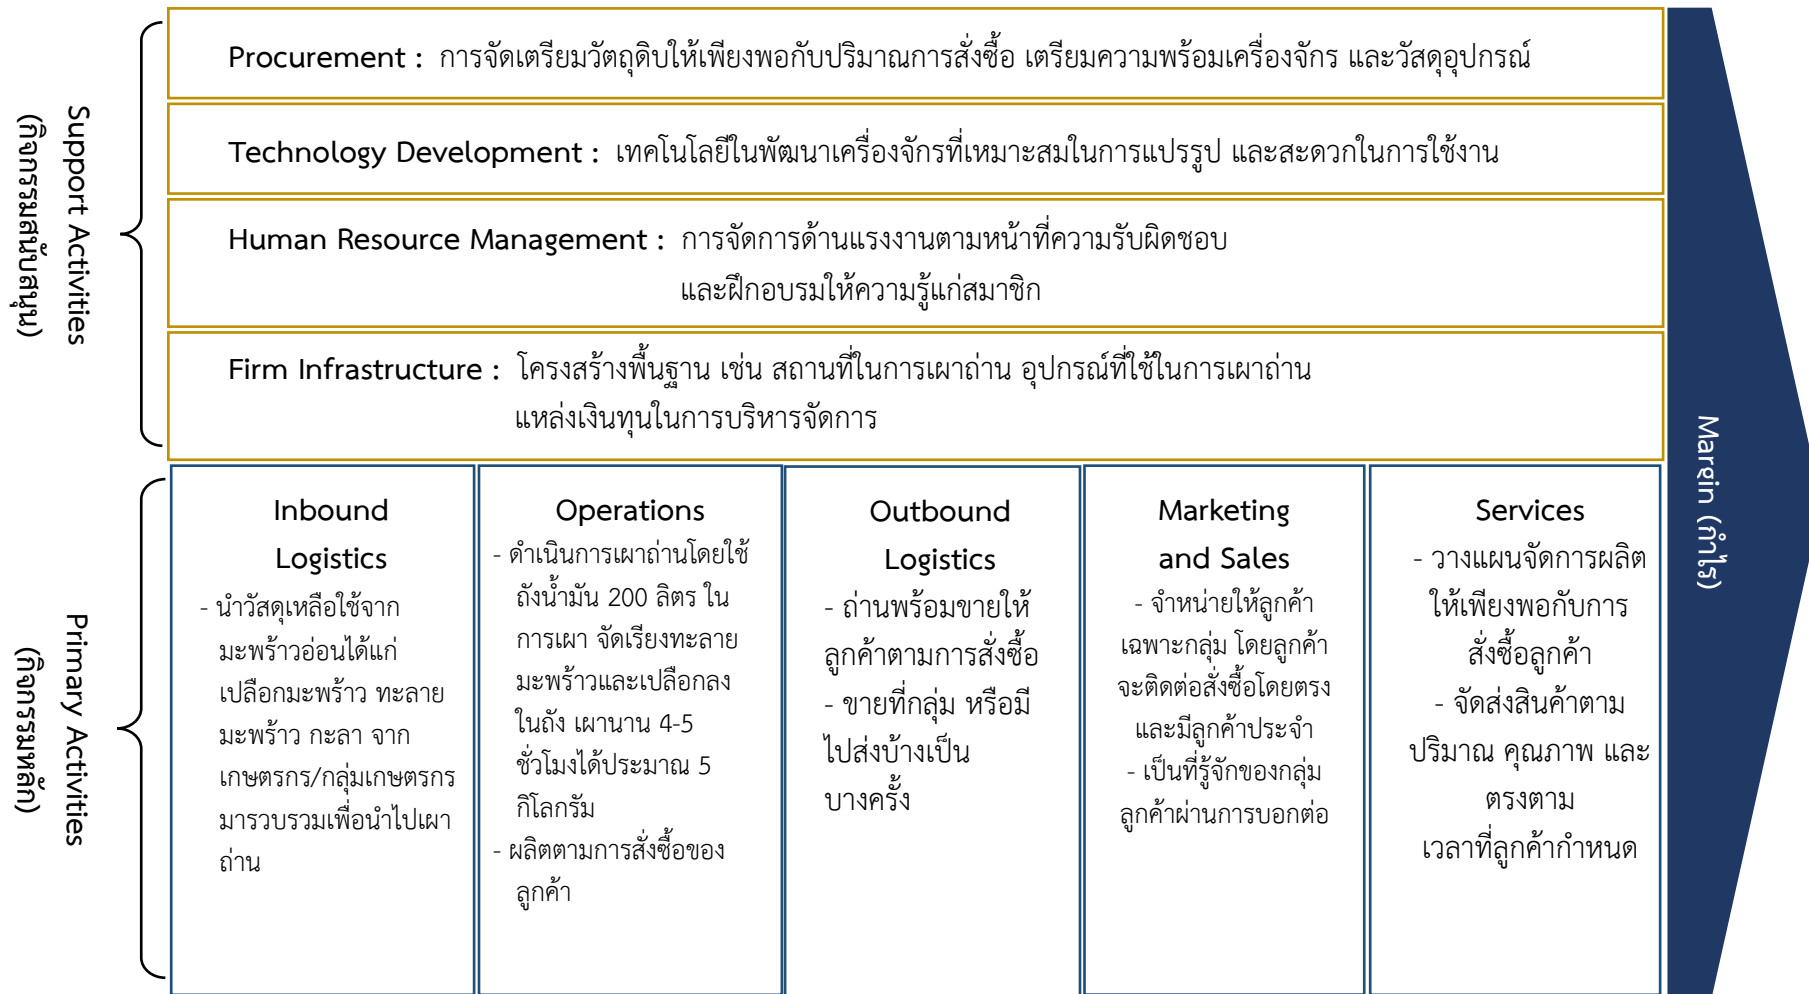 Support Activities
(กิจกรรมสนับสนุน)
Procurement : การจัดเตรียมวัตถุดิบให้เพียงพอกับปริมาณการสั่งซื้อ เตรียมความพร้อมเครื่องจักร และวัสดุอุปกรณ์
Technology Development : เทคโนโลยีในพัฒนาเครื่องจักรที่เหมาะสมในการแปรรูป และสะดวกในการใช้งาน
Human Resource Management : การจัดการด้านแรงงานตามหน้าที่ความรับผิดชอบ
และฝึกอบรมให้ความรู้แก่สมาชิก
Firm Infrastructure : โครงสร้างพื้นฐาน เช่น สถานที่ในการเผาถ่าน อุปกรณ์ที่ใช้ในการเผาถ่าน
แหล่งเงินทุนในการบริหารจัดการ
Primary Activities
(กิจกรรมหลัก)
Inbound
Logistics
- นำวัสดุเหลือใช้จาก
มะพร้าวอ่อนได้แก่
เปลือกมะพร้าว ทะลาย
มะพร้าว กะลา จาก
เกษตรกร/กลุ่มเกษตรกร
มารวบรวมเพื่อนำไปเผา
ถ่าน
Operations
- ดำเนินการเผาถ่านโดยใช้
ถังน้ำมัน 200 ลิตร ใน
การเผา จัดเรียงทะลาย
มะพร้าวและเปลือกลง
ในถัง เผานาน 4-5
ชั่วโมงได้ประมาณ 5
กิโลกรัม
- ผลิตตามการสั่งซื้อของ
ลูกค้า
Outbound
Logistics
- ถ่านพร้อมขายให้
ลูกค้าตามการสั่งซื้อ
- ขายที่กลุ่ม หรือมี
ไปส่งบ้างเป็น
บางครั้ง
Marketing
and Sales
- จำหน่ายให้ลูกค้า
เฉพาะกลุ่ม โดยลูกค้า
จะติดต่อสั่งซื้อโดยตรง
และมีลูกค้าประจำ
- เป็นที่รู้จักของกลุ่ม
ลูกค้าผ่านการบอกต่อ
Services
- วางแผนจัดการผลิต
ให้เพียงพอกับการ
สั่งซื้อลูกค้า
- จัดส่งสินค้าตาม
ปริมาณ คุณภาพ และ
ตรงตาม
เวลาที่ลูกค้ากำหนด
Margin (กำไร)